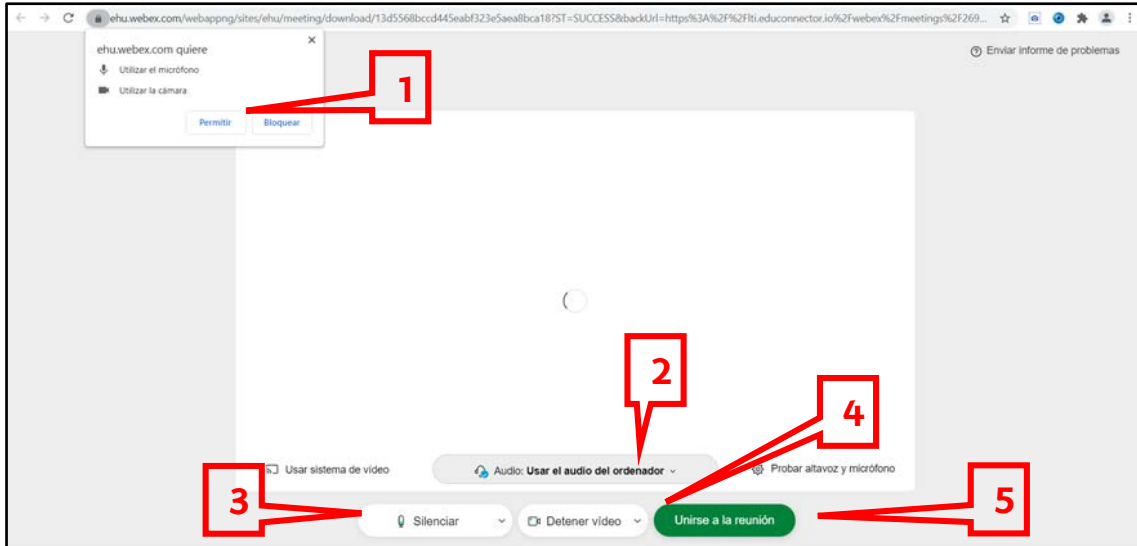 ehu.webex.com/webappng/sites/ehu/meeting/download/13d5568bccd445eabf323e5aea8bca18?ST=SUCCESS&backUrl=https%3A%2F%2Flti.educonnector.io%2Fwebex%2Fmeetings%2F269...
ehu.webex.com quiere
Utilizar el micrófono
Utilizar la cámara
Permitir Bloquear
Enviar informe de problemas
1
2
4
Usar sistema de vídeo
Audio: Usar el audio del ordenador
Probar altavoz y micrófono
3
Silenciar
Detener vídeo
Unirse a la reunión
5